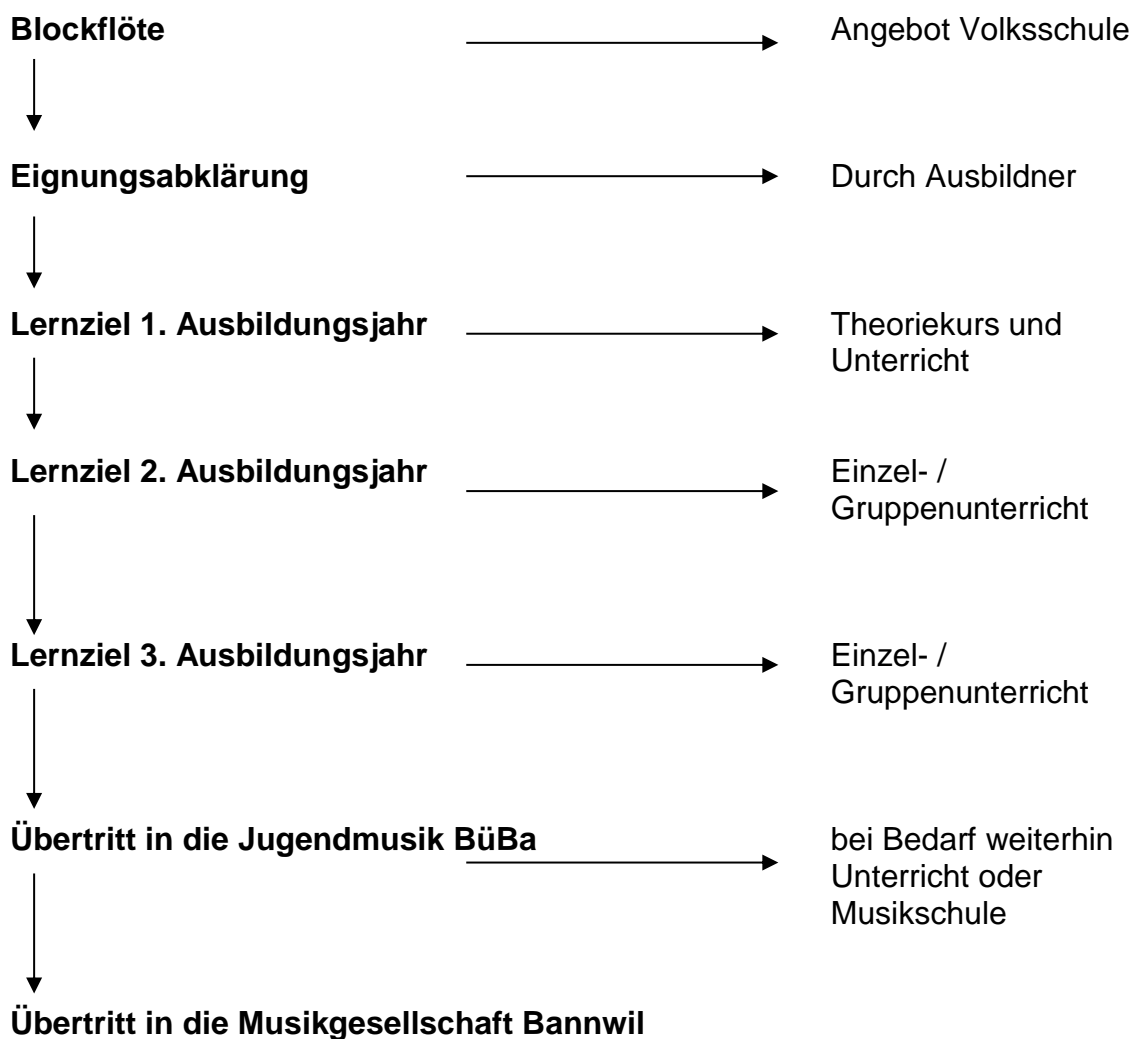 Blockflöte
Angebot Volksschule
Eignungsabklärung
Durch Ausbildner
Lernziel 1. Ausbildungsjahr
Theoriekurs und
Unterricht
Lernziel 2. Ausbildungsjahr
Einzel- /
Gruppenunterricht
Lernziel 3. Ausbildungsjahr
Einzel- /
Gruppenunterricht
Übertritt in die Jugendmusik BüBa
bei Bedarf weiterhin
Unterricht oder
Musikschule
Übertritt in die Musikgesellschaft Bannwil